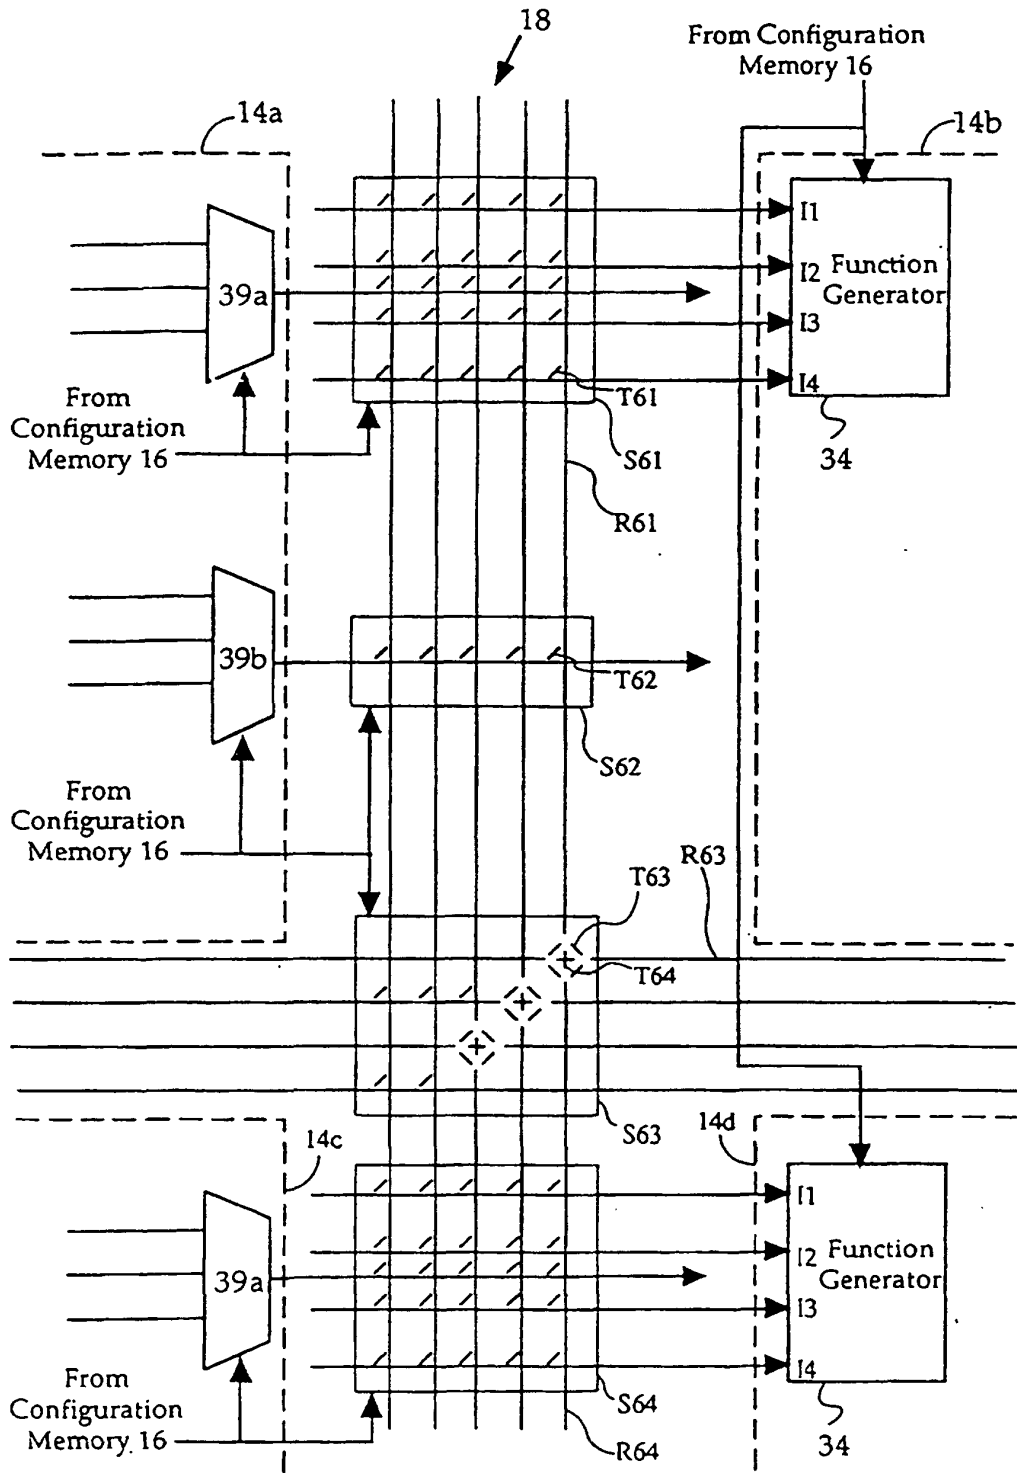 18
From Configuration
Memory 16
14a
14b
39a
I1
I2
I3
I4
Function
Generator
From
Configuration
Memory 16
T61
S61
34
R61
39b
T62
S62
From
Configuration
Memory 16
R63
T63
T64
S63
14d
14c
39a
I1
I2
I3
I4
Function
Generator
From
Configuration
Memory 16
S64
R64
34